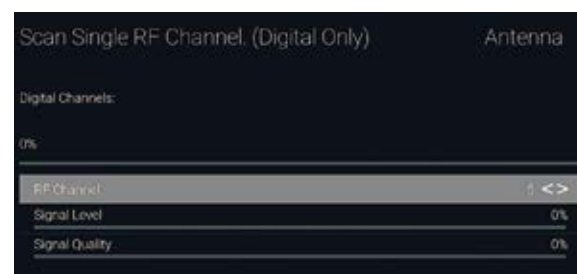 Scan Single RF Channel. (Digital Only) Antenna
Digital Channels:
0%
RF Channel <>
Signal Level 0%
Signal Quality 0%